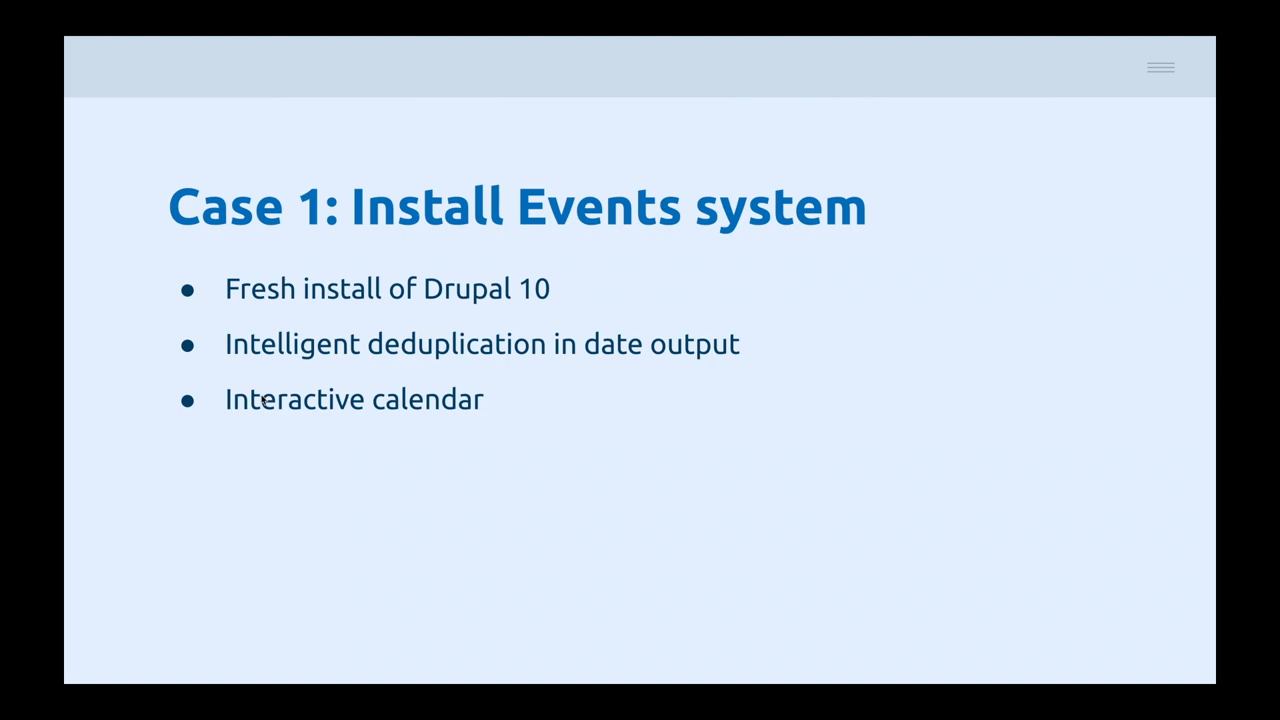 Case 1: Install Events system
● Fresh install of Drupal 10
● Intelligent deduplication in date output
● Interactive calendar